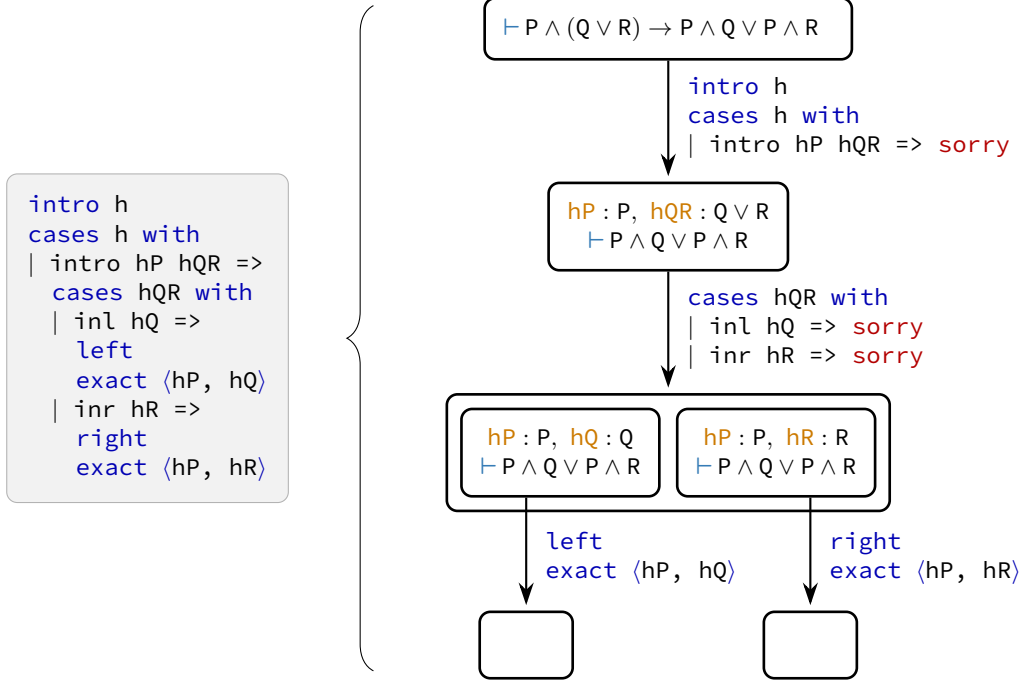 intro h
cases h with
| intro hP hQR =>
  cases hQR with
  | inl hQ =>
    left
    exact ⟨hP, hQ⟩
  | inr hR =>
    right
    exact ⟨hP, hR⟩
⊢ P ∧ (Q ∨ R) → P ∧ Q ∨ P ∧ R
intro h
cases h with
| intro hP hQR => sorry
hP : P, hQR : Q ∨ R
⊢ P ∧ Q ∨ P ∧ R
cases hQR with
| inl hQ => sorry
| inr hR => sorry
hP : P, hQ : Q
⊢ P ∧ Q ∨ P ∧ R
hP : P, hR : R
⊢ P ∧ Q ∨ P ∧ R
left
exact ⟨hP, hQ⟩
right
exact ⟨hP, hR⟩